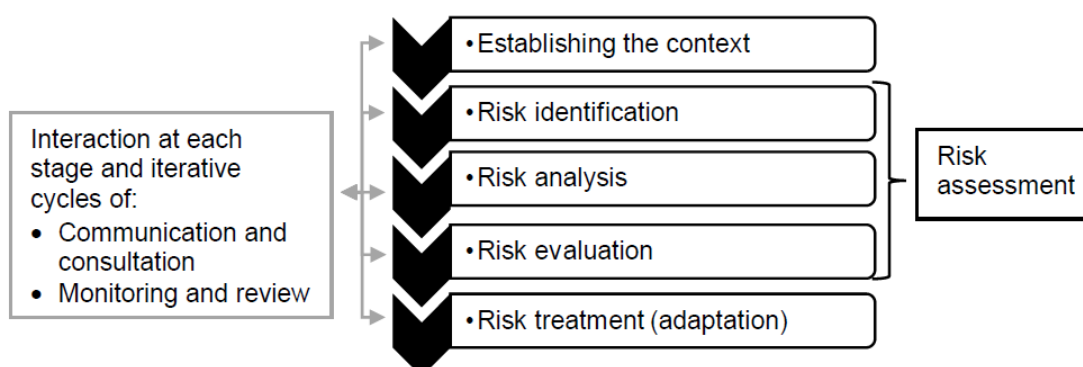 •Establishing the context
•Risk identification
•Risk analysis
•Risk evaluation
•Risk treatment (adaptation)
Interaction at each
stage and iterative
cycles of:
• Communication and
consultation
• Monitoring and review
Risk
assessment